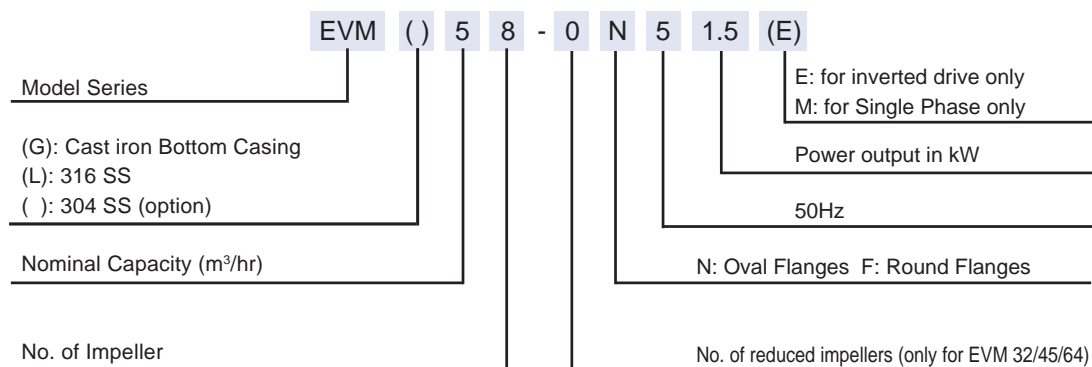 EVM ( ) 5 8 - 0 N 5 1.5 (E)
Model Series
E: for inverted drive only
M: for Single Phase only
(G): Cast iron Bottom Casing
(L): 316 SS
( ): 304 SS (option)
Power output in kW
50Hz
Nominal Capacity (m³/hr)
N: Oval Flanges F: Round Flanges
No. of Impeller
No. of reduced impellers (only for EVM 32/45/64)